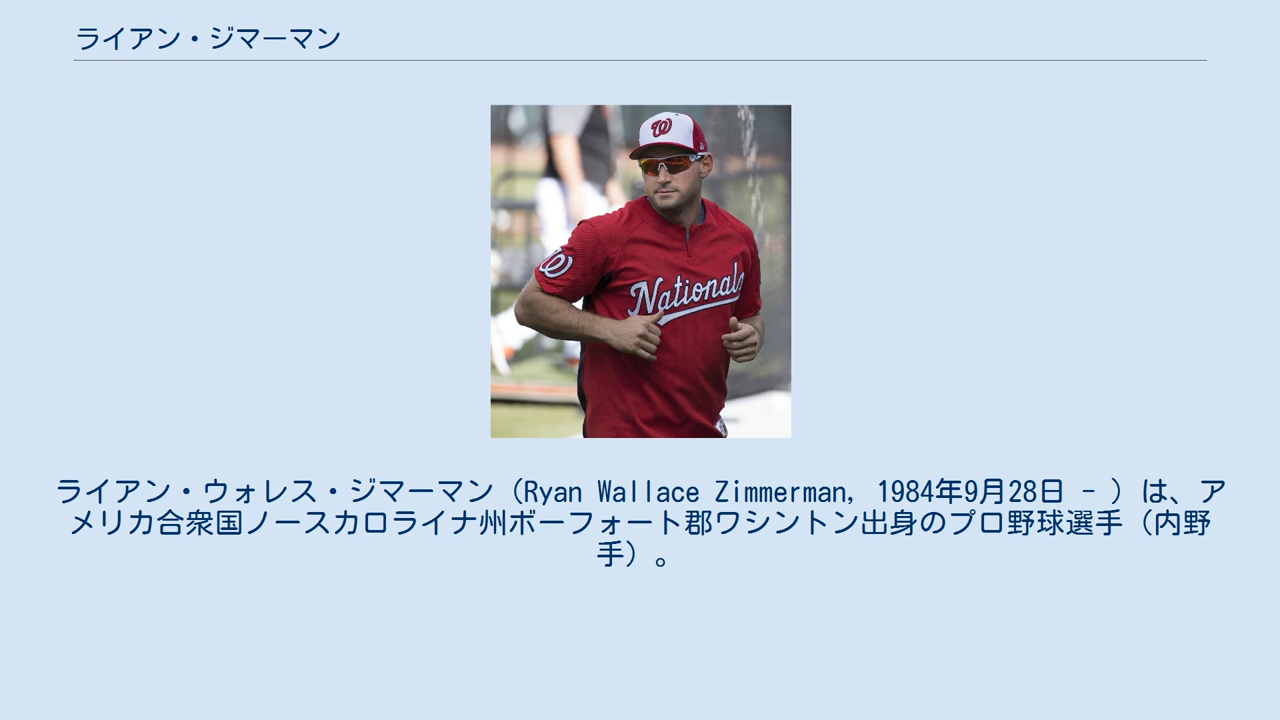 ライアン・ジマーマン
W
W
Nationals
ライアン・ウォレス・ジマーマン（Ryan Wallace Zimmerman, 1984年9月28日 - ）は、ア
メリカ合衆国ノースカロライナ州ボーフォート郡ワシントン出身のプロ野球選手（内野
手）。